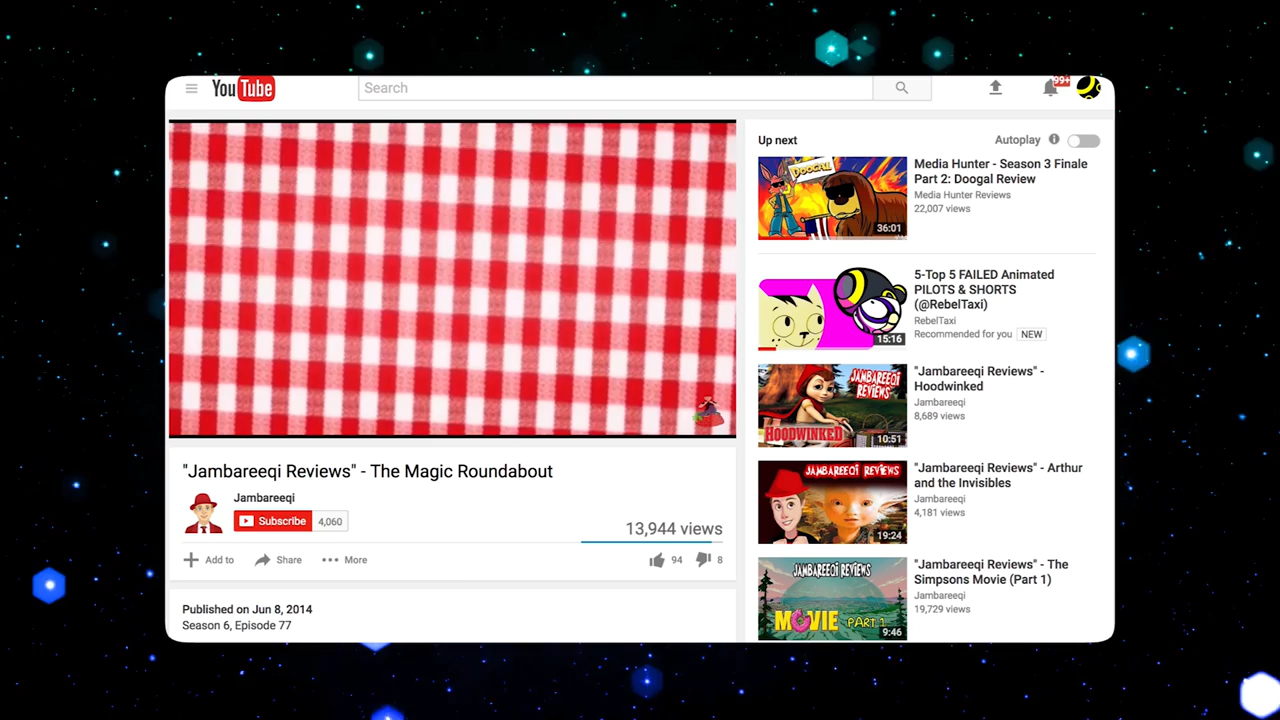 YouTube
Search
99+
Up next
Autoplay
DOOGAL
36:01
Media Hunter - Season 3 Finale
Part 2: Doogal Review
Media Hunter Reviews
22,007 views
15:16
5-Top 5 FAILED Animated
PILOTS & SHORTS
(@RebelTaxi)
RebelTaxi
Recommended for you NEW
JAMBAREEQI
REVIEWS
HOODWINKED
10:51
"Jambareeqi Reviews" -
Hoodwinked
Jambareeqi
8,689 views
JAMBAREEQI REVIEWS
19:24
"Jambareeqi Reviews" - Arthur
and the Invisibles
Jambareeqi
4,181 views
JAMBAREEQI REVIEWS
MOVIE PART 1
9:46
"Jambareeqi Reviews" - The
Simpsons Movie (Part 1)
Jambareeqi
19,729 views
"Jambareeqi Reviews" - The Magic Roundabout
Jambareeqi
Subscribe 4,060
13,944 views
Add to Share More
94 8
Published on Jun 8, 2014
Season 6, Episode 77